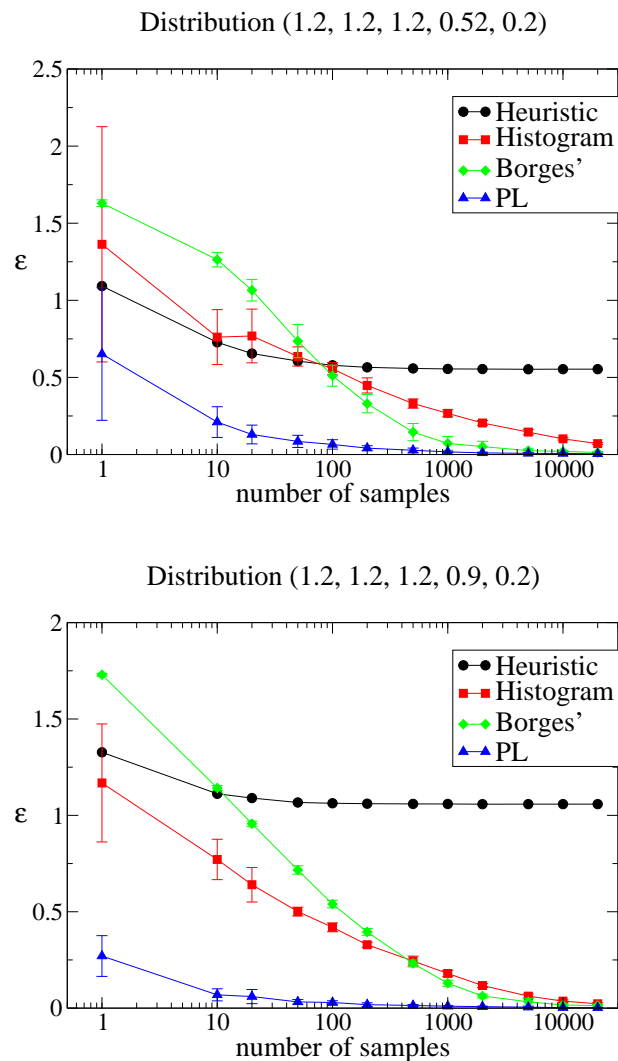 Distribution (1.2, 1.2, 1.2, 0.52, 0.2)
2.5
2
1.5
1
0.5
0
ε
Heuristic
Histogram
Borges’
PL
1 10 100 1000 10000
number of samples
Distribution (1.2, 1.2, 1.2, 0.9, 0.2)
2
1.5
1
0.5
0
ε
Heuristic
Histogram
Borges’
PL
1 10 100 1000 10000
number of samples